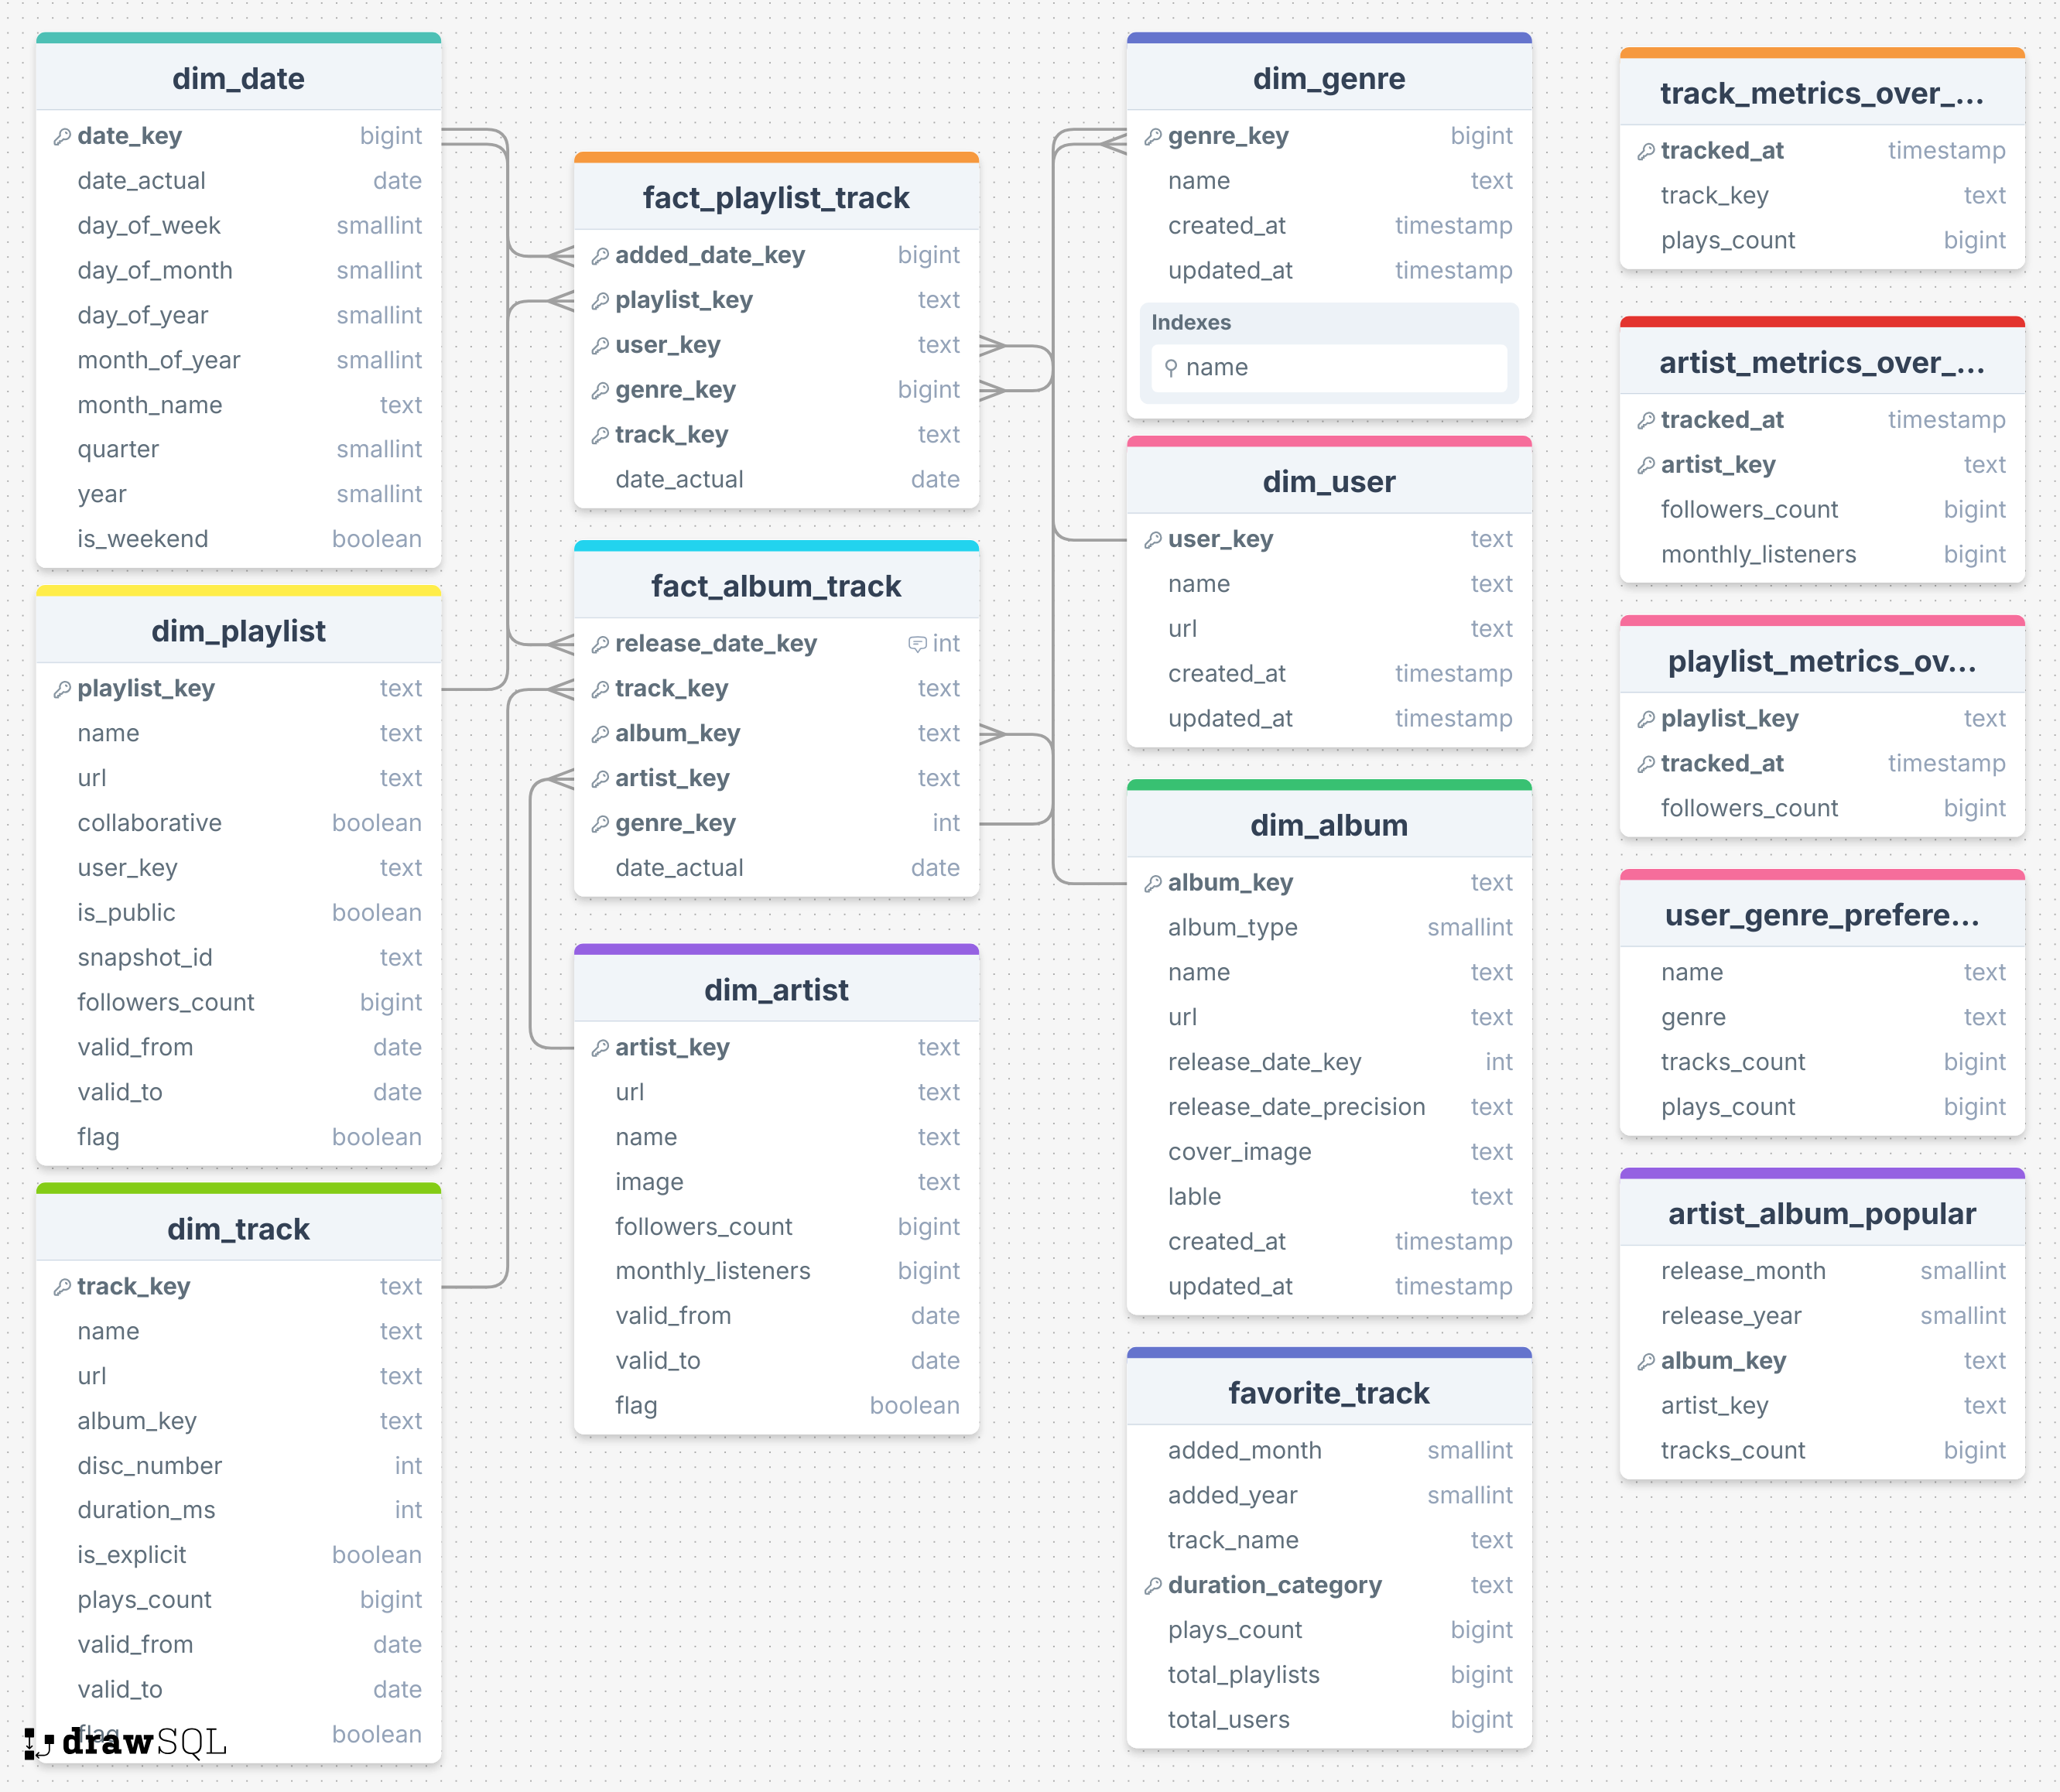 dim_date
date_key bigint
date_actual date
day_of_week smallint
day_of_month smallint
day_of_year smallint
month_of_year smallint
month_name text
quarter smallint
year smallint
is_weekend boolean
dim_playlist
playlist_key text
name text
url text
collaborative boolean
user_key text
is_public boolean
snapshot_id text
followers_count bigint
valid_from date
valid_to date
flag boolean
dim_track
track_key text
name text
url text
album_key text
disc_number int
duration_ms int
is_explicit boolean
plays_count bigint
valid_from date
valid_to date
flag boolean
drawSQL
fact_playlist_track
added_date_key bigint
playlist_key text
user_key text
genre_key bigint
track_key text
date_actual date
fact_album_track
release_date_key int
track_key text
album_key text
artist_key text
genre_key int
date_actual date
dim_artist
artist_key text
url text
name text
image text
followers_count bigint
monthly_listeners bigint
valid_from date
valid_to date
flag boolean
dim_genre
genre_key bigint
name text
created_at timestamp
updated_at timestamp
Indexes
name
dim_user
user_key text
name text
url text
created_at timestamp
updated_at timestamp
dim_album
album_key text
album_type smallint
name text
url text
release_date_key int
release_date_precision text
cover_image text
lable text
created_at timestamp
updated_at timestamp
favorite_track
added_month smallint
added_year smallint
track_name text
duration_category text
plays_count bigint
total_playlists bigint
total_users bigint
track_metrics_over_...
tracked_at timestamp
track_key text
plays_count bigint
artist_metrics_over_...
tracked_at timestamp
artist_key text
followers_count bigint
monthly_listeners bigint
playlist_metrics_ov...
playlist_key text
tracked_at timestamp
followers_count bigint
user_genre_prefere...
name text
genre text
tracks_count bigint
plays_count bigint
artist_album_popular
release_month smallint
release_year smallint
album_key text
artist_key text
tracks_count bigint